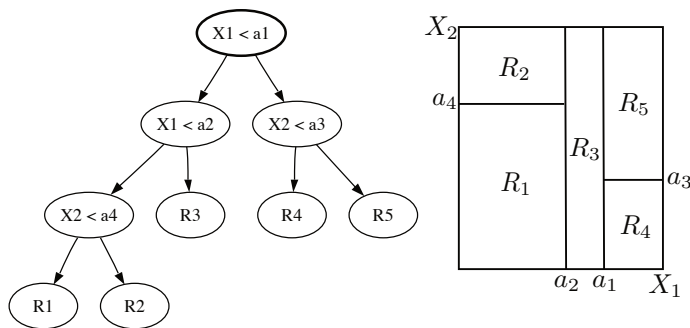 X1 < a1
X1 < a2
X2 < a3
X2 < a4
R3
R4
R5
R1
R2
X₂
R₂
a₄
R₅
R₃
R₁
a₃
R₄
a₂
a₁
X₁